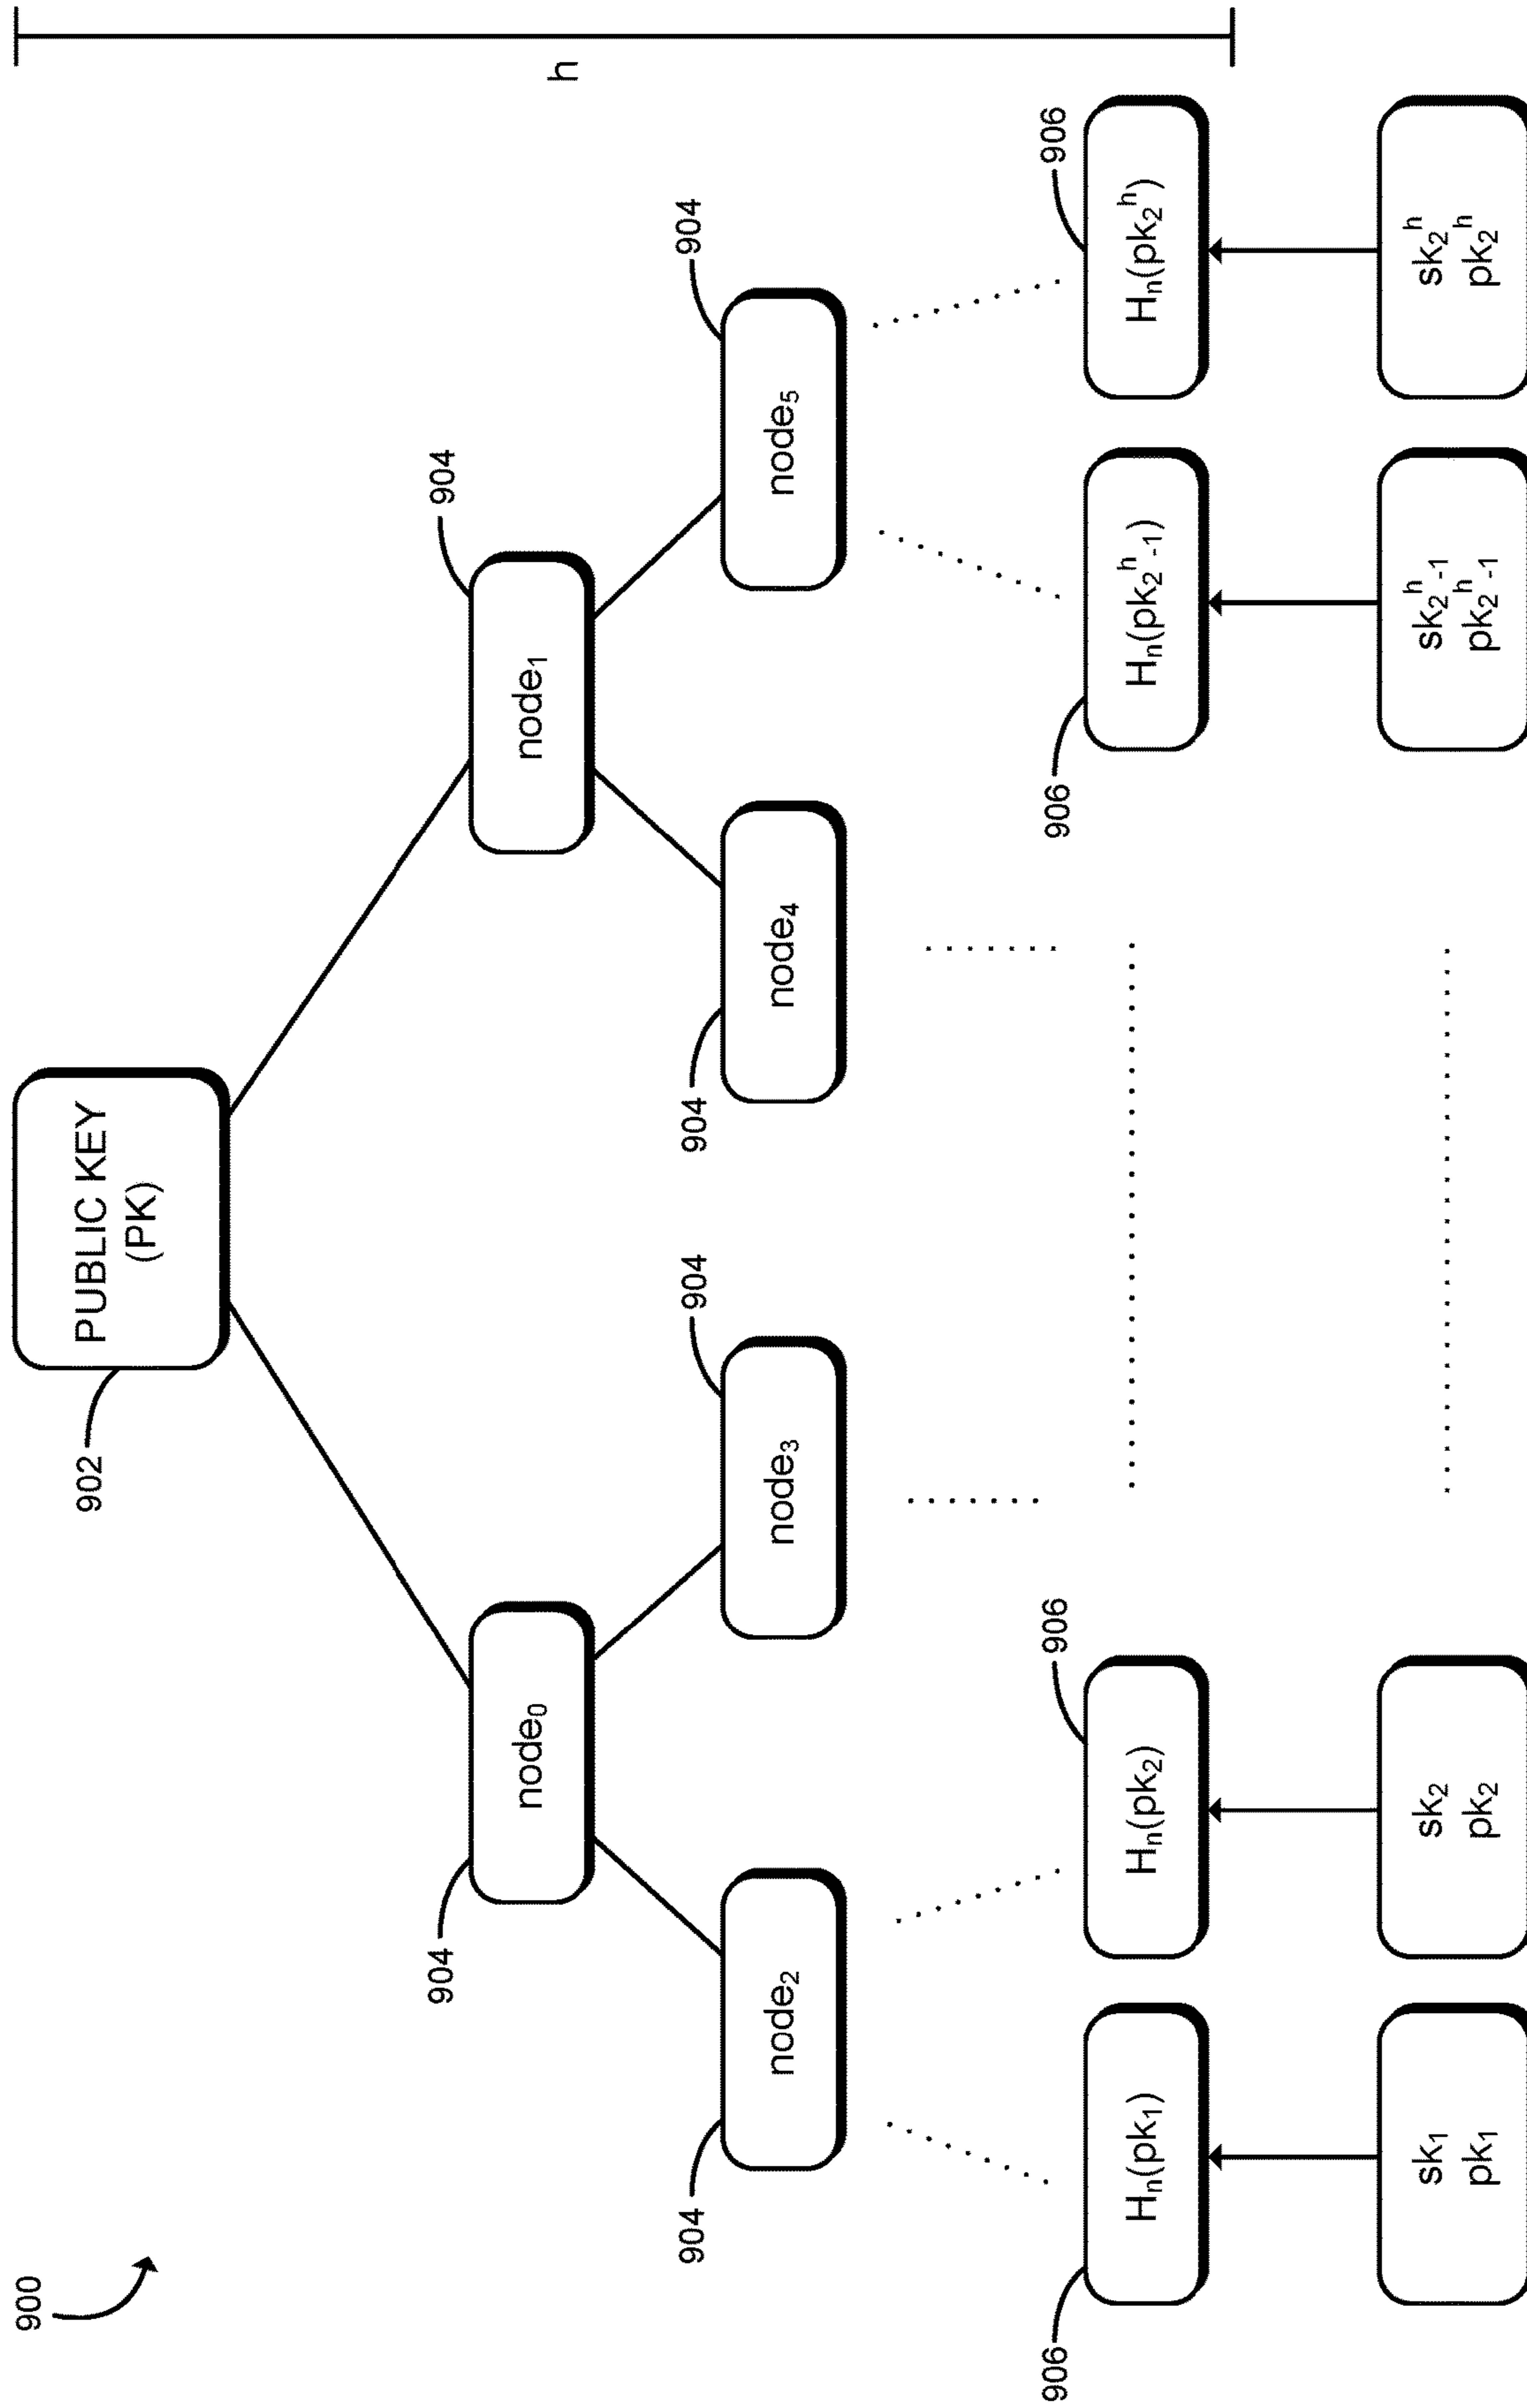 900
902
PUBLIC KEY
(PK)
h
904
node₀
904
node₁
904
node₂
904
node₃
904
node₄
904
node₅
906
Hₙ(pk₁)
906
Hₙ(pk₂)
906
Hₙ(pk₂ʰ₋₁)
906
Hₙ(pk₂ʰ)
sk₁
pk₁
sk₂
pk₂
sk₂ʰ₋₁
pk₂ʰ₋₁
sk₂ʰ
pk₂ʰ